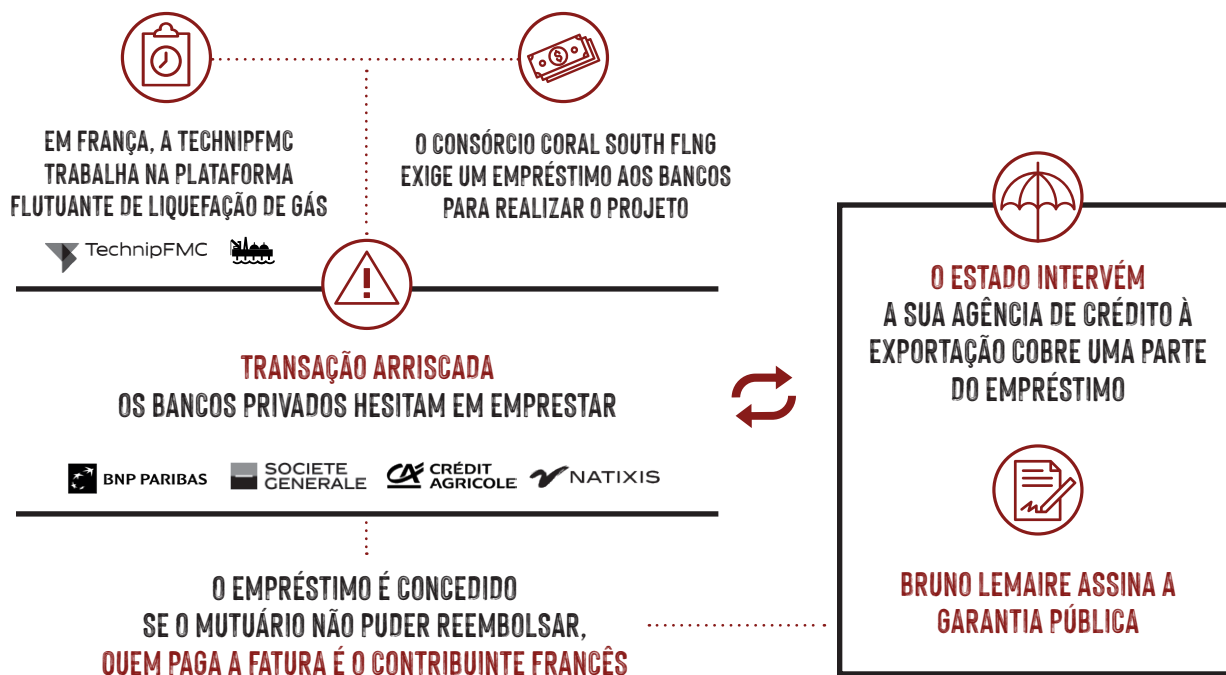 EM FRANÇA, A TECHNIPFMC
TRABALHA NA PLATAFORMA
FLUTUANTE DE LIQUEFAÇÃO DE GÁS
TechnipFMC
$
O CONSÓRCIO CORAL SOUTH FLNG
EXIGE UM EMPRÉSTIMO AOS BANCOS
PARA REALIZAR O PROJETO
!
TRANSAÇÃO ARRISCADA
OS BANCOS PRIVADOS HESITAM EM EMPRESTAR
BNP PARIBAS
SOCIETE
GENERALE
CA
CRÉDIT
AGRICOLE
NATIXIS
O EMPRÉSTIMO É CONCEDIDO
SE O MUTUÁRIO NÃO PUDER REEMBOLSAR,
QUEM PAGA A FATURA É O CONTRIBUINTE FRANCÊS
O ESTADO INTERVÉM
A SUA AGÊNCIA DE CRÉDITO À
EXPORTAÇÃO COBRE UMA PARTE
DO EMPRÉSTIMO
BRUNO LEMAIRE ASSINA A
GARANTIA PÚBLICA